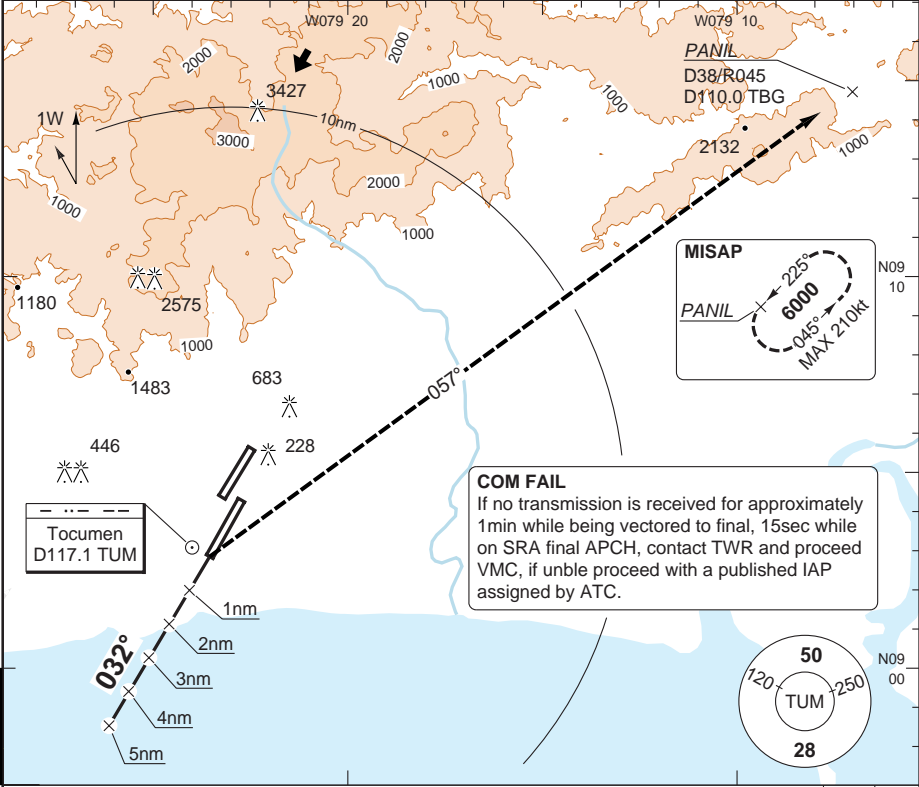 W079 20
W079 10
2000
2000
PANIL
D38/R045
D110.0 TBG
3427
1000
1000
1W
10nm
3000
2132
1000
2000
1000
1000
MISAP
225°
6000
PANIL
045°
MAX 210kt
N09
10
1180
2575
1000
1483
683
057°
446
228
COM FAIL
If no transmission is received for approximately
1min while being vectored to final, 15sec while
on SRA final APCH, contact TWR and proceed
VMC, if unble proceed with a published IAP
assigned by ATC.
Tocumen
D117.1 TUM
1nm
2nm
032°
3nm
4nm
5nm
50
120
250
TUM
28
N09
00